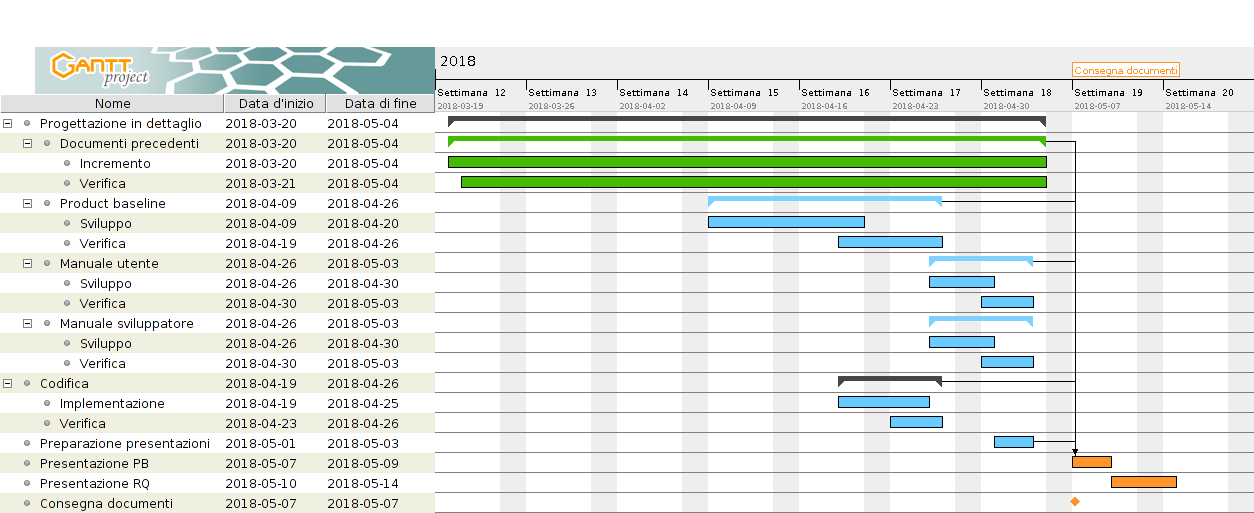 GANTT
project
2018
Consegna documenti
Settimana 12 Settimana 13 Settimana 14 Settimana 15 Settimana 16 Settimana 17 Settimana 18 Settimana 19 Settimana 20
2018-03-19 2018-03-26 2018-04-02 2018-04-09 2018-04-16 2018-04-23 2018-04-30 2018-05-07 2018-05-14
Nome Data d'inizio Data di fine
Progettazione in dettaglio 2018-03-20 2018-05-04
Documenti precedenti 2018-03-20 2018-05-04
Incremento 2018-03-20 2018-05-04
Verifica 2018-03-21 2018-05-04
Product baseline 2018-04-09 2018-04-26
Sviluppo 2018-04-09 2018-04-20
Verifica 2018-04-19 2018-04-26
Manuale utente 2018-04-26 2018-05-03
Sviluppo 2018-04-26 2018-04-30
Verifica 2018-04-30 2018-05-03
Manuale sviluppatore 2018-04-26 2018-05-03
Sviluppo 2018-04-26 2018-04-30
Verifica 2018-04-30 2018-05-03
Codifica 2018-04-19 2018-04-26
Implementazione 2018-04-19 2018-04-25
Verifica 2018-04-23 2018-04-26
Preparazione presentazioni 2018-05-01 2018-05-03
Presentazione PB 2018-05-07 2018-05-09
Presentazione RQ 2018-05-10 2018-05-14
Consegna documenti 2018-05-07 2018-05-07